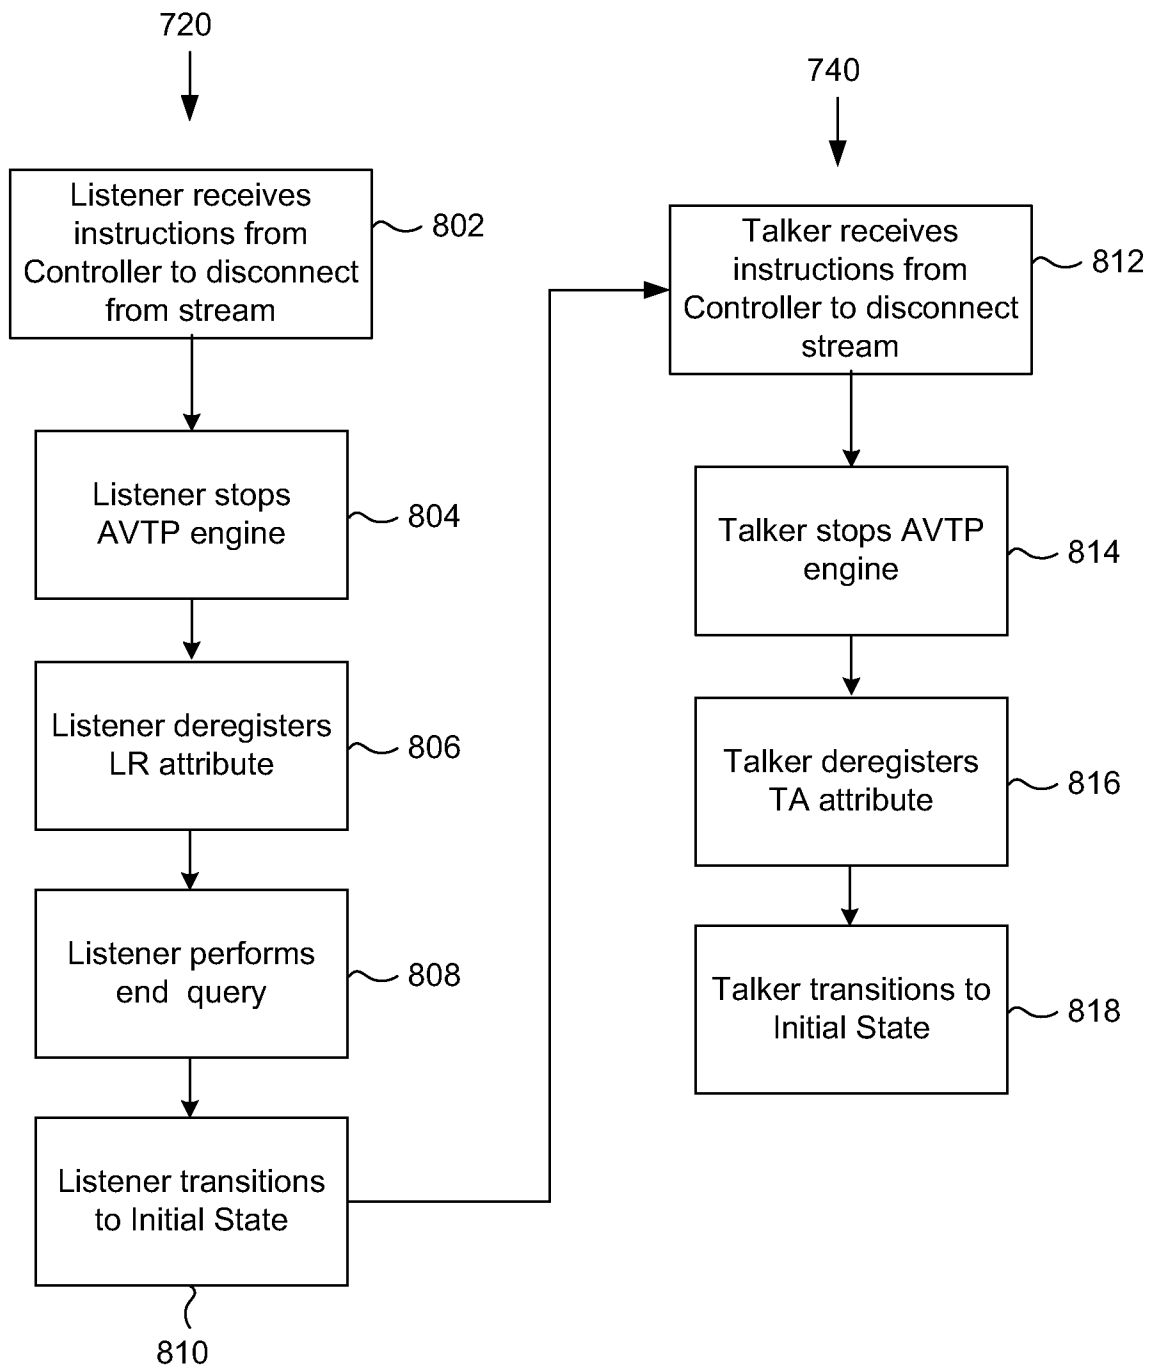 720
Listener receives
instructions from
Controller to disconnect
from stream
802
Listener stops
AVTP engine
804
Listener deregisters
LR attribute
806
Listener performs
end  query
808
Listener transitions
to Initial State
810
740
Talker receives
instructions from
Controller to disconnect
stream
812
Talker stops AVTP
engine
814
Talker deregisters
TA attribute
816
Talker transitions to
Initial State
818